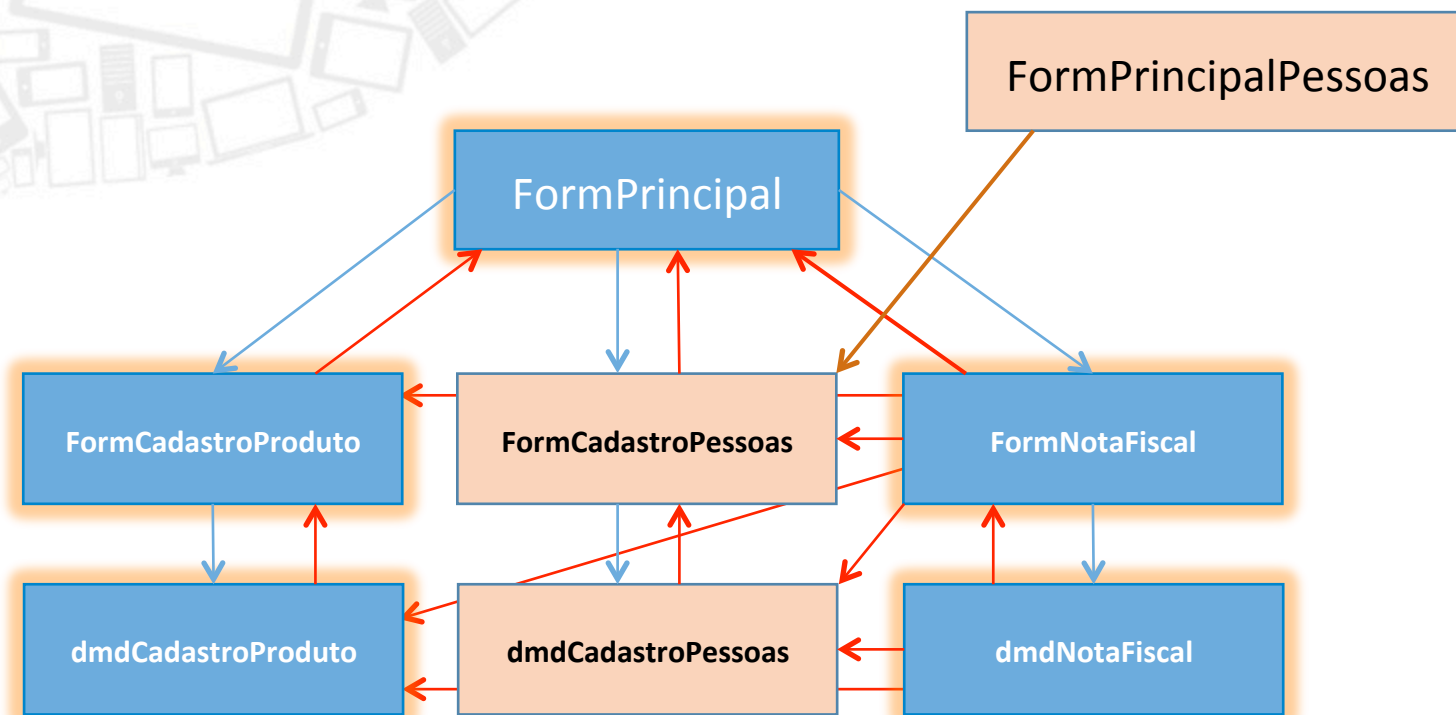 FormPrincipalPessoas
FormPrincipal
FormCadastroProduto
FormCadastroPessoas
FormNotaFiscal
dmdCadastroProduto
dmdCadastroPessoas
dmdNotaFiscal